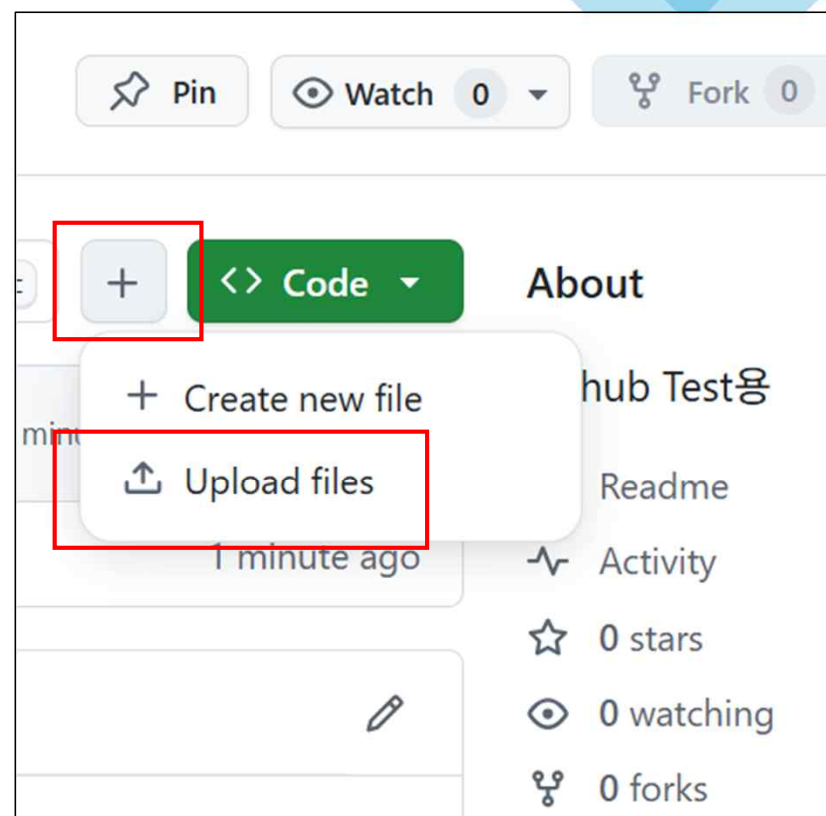 Pin
Watch 0
Fork 0
Code
About
Create new file
hub Test용
Upload files
Readme
1 minute ago
Activity
0 stars
0 watching
0 forks